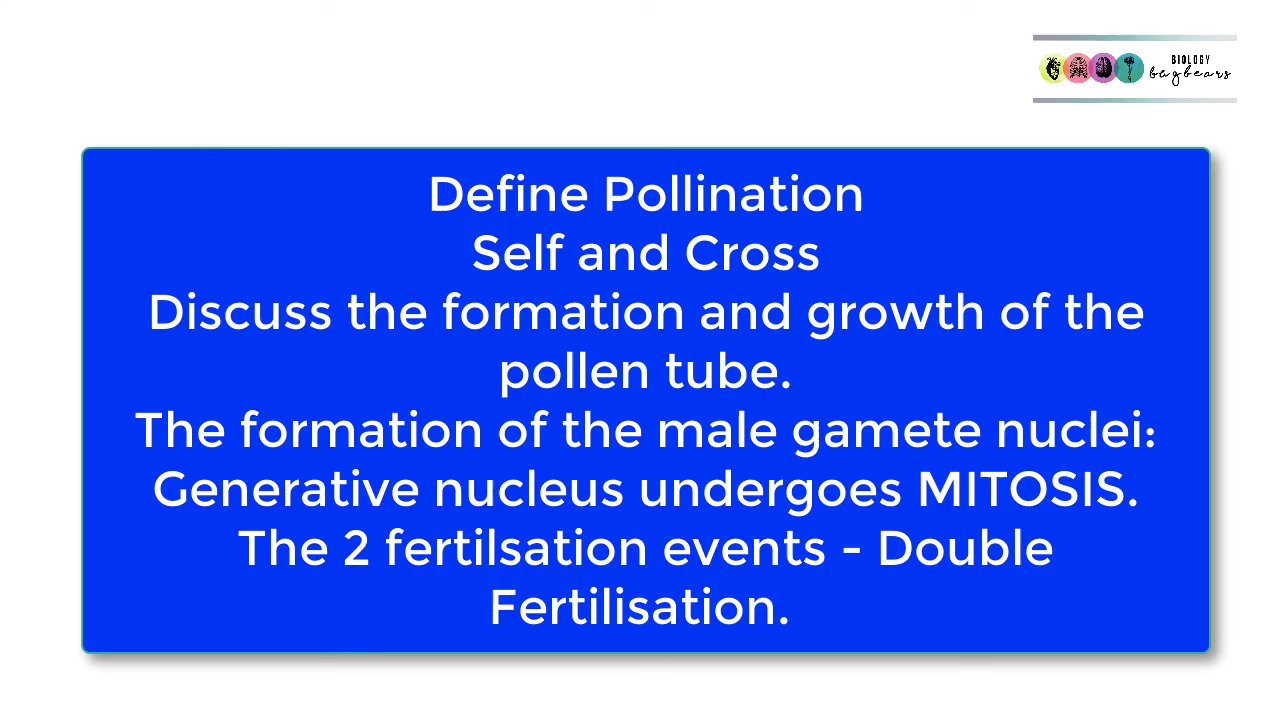 BIOLOGY
bugbears
Define Pollination
Self and Cross
Discuss the formation and growth of the
pollen tube.
The formation of the male gamete nuclei:
Generative nucleus undergoes MITOSIS.
The 2 fertilsation events - Double
Fertilisation.